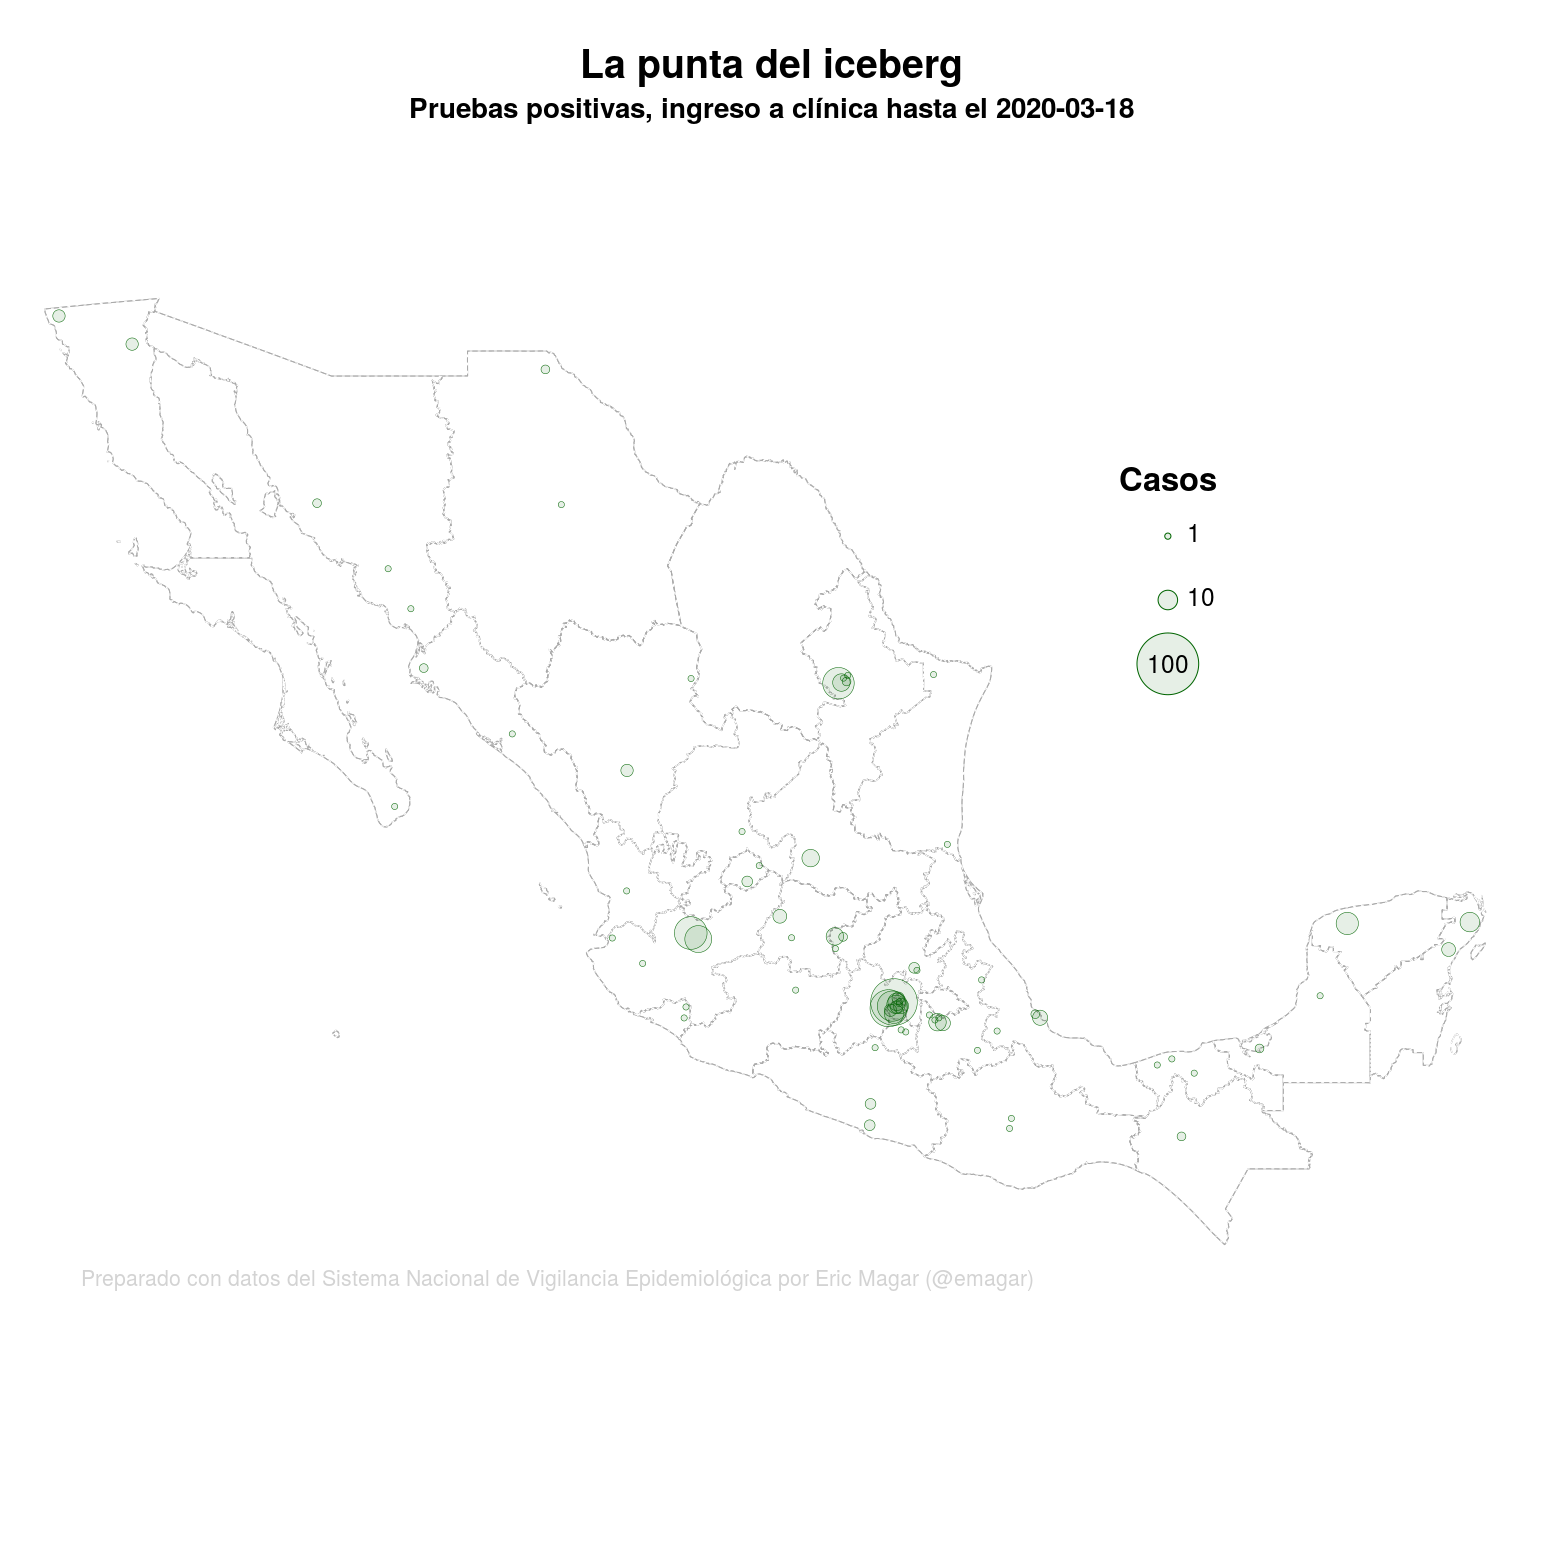 La punta del iceberg
Pruebas positivas, ingreso a clínica hasta el 2020-03-18
Casos
1
10
100
Preparado con datos del Sistema Nacional de Vigilancia Epidemiológica por Eric Magar (@emagar)